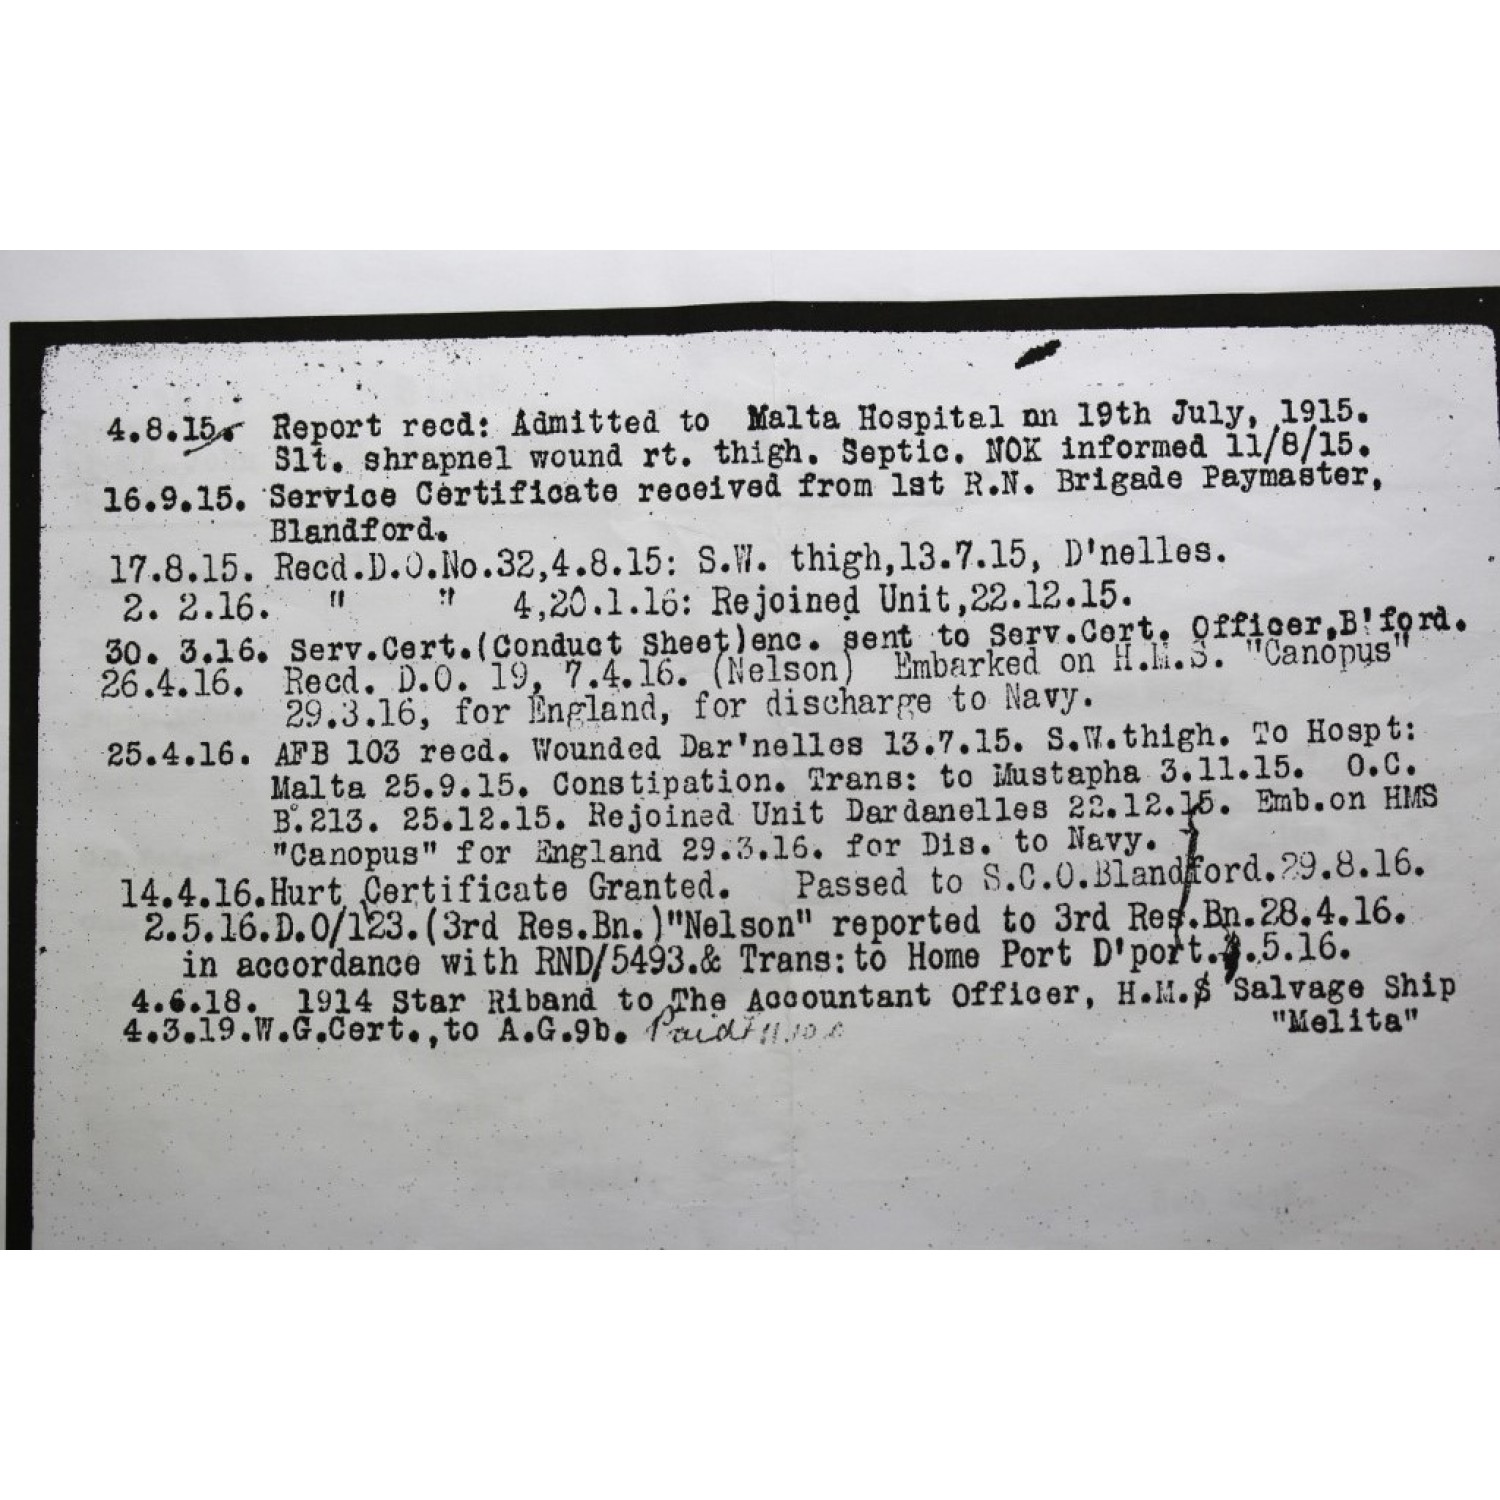 4.8.15. Report recd: Admitted to Malta Hospital on 19th July, 1915.
Slt. shrapnel wound rt. thigh. Septic. NOK informed 11/8/15.
16.9.15. Service Certificate received from 1st R.N. Brigade Paymaster,
Blandford.
17.8.15. Recd.D.O.No.32,4.8.15: S.W. thigh,13.7.15, D'nelles.
2. 2.16. " " 4,20.1.16: Rejoined Unit,22.12.15.
30. 3.16. Serv.Cert.(Conduct Sheet)enc. sent to Serv.Cert. Officer,B'ford.
26.4.16. Recd. D.O. 19, 7.4.16. (Nelson) Embarked on H.M.S. "Canopus"
29.3.16, for England, for discharge to Navy.
25.4.16. AFB 103 recd. Wounded Dar'nelles 13.7.15. S.W.thigh. To Hospt:
Malta 25.9.15. Constipation. Trans: to Mustapha 3.11.15. O.C.
B.213. 25.12.15. Rejoined Unit Dardanelles 22.12.15. Emb.on HMS
"Canopus" for England 29.3.16. for Dis. to Navy.
14.4.16. Hurt Certificate Granted. Passed to S.C.O.Blandford.29.8.16.
2.5.16.D.O/123.(3rd Res.Bn.)"Nelson" reported to 3rd Res.Bn.28.4.16.
in accordance with RND/5493.& Trans: to Home Port D'port. .5.16.
4.6.18. 1914 Star Riband to The Accountant Officer, H.M.S Salvage Ship
"Melita"
4.3.19.W.G.Cert.,to A.G.9b. Paid